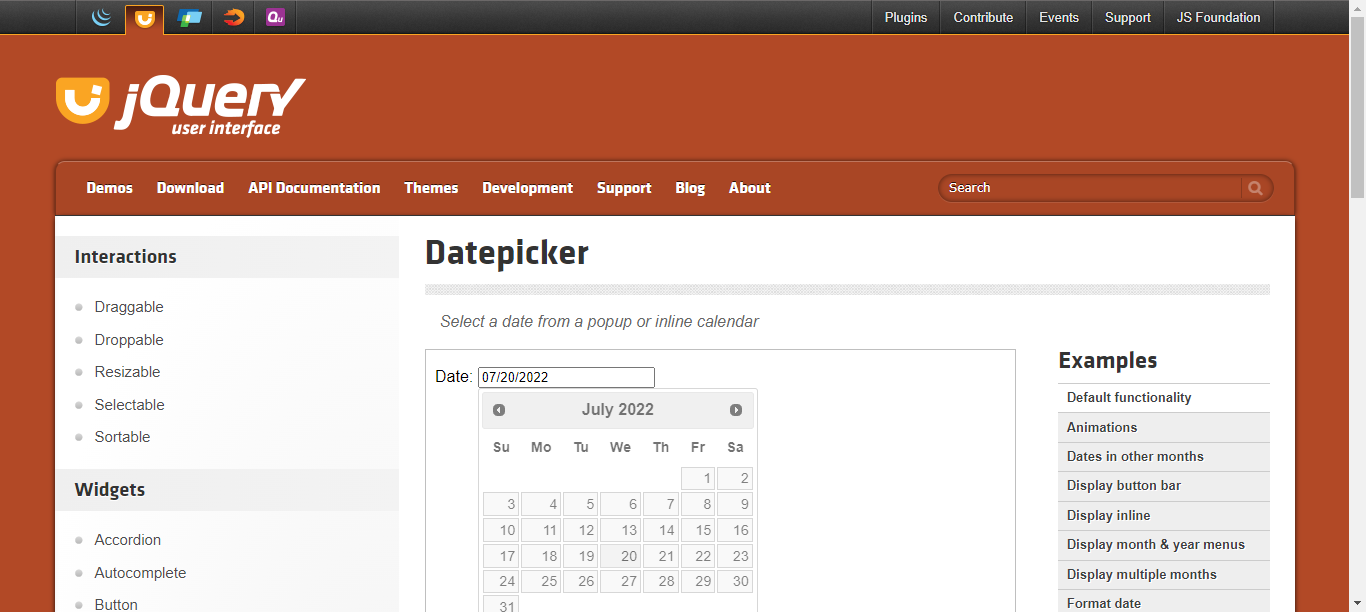 Qu
Plugins
Contribute
Events
Support
JS Foundation
jQuery
user interface
Demos
Download
API Documentation
Themes
Development
Support
Blog
About
Search
Interactions
Draggable
Droppable
Resizable
Selectable
Sortable
Widgets
Accordion
Autocomplete
Button
Datepicker
Select a date from a popup or inline calendar
Date: 07/20/2022
July 2022
Su Mo Tu We Th Fr Sa
1 2
3 4 5 6 7 8 9
10 11 12 13 14 15 16
17 18 19 20 21 22 23
24 25 26 27 28 29 30
31
Examples
Default functionality
Animations
Dates in other months
Display button bar
Display inline
Display month & year menus
Display multiple months
Format date